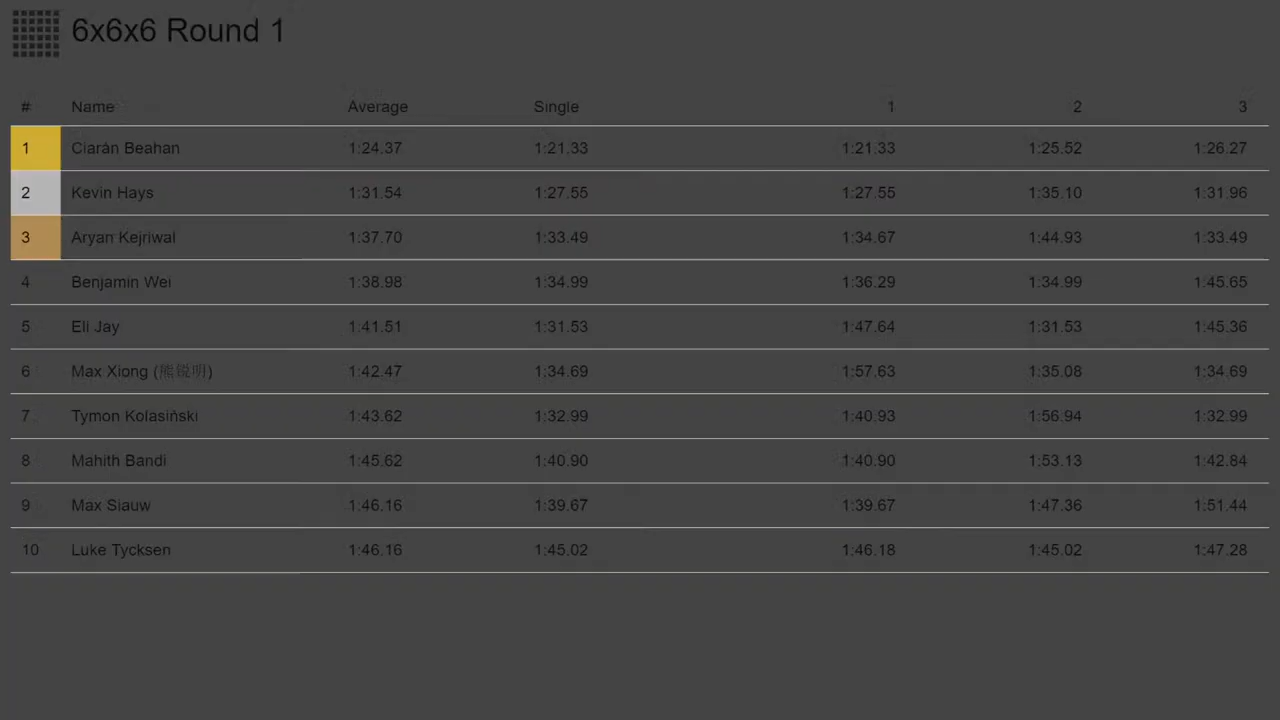 6x6x6 Round 1
# Name Average Single 1 2 3
1 Ciarán Beahan 1:24.37 1:21.33 1:21.33 1:25.52 1:26.27
2 Kevin Hays 1:31.54 1:27.55 1:27.55 1:35.10 1:31.96
3 Aryan Kejriwal 1:37.70 1:33.49 1:34.67 1:44.93 1:33.49
4 Benjamin Wei 1:38.98 1:34.99 1:36.29 1:34.99 1:45.65
5 Eli Jay 1:41.51 1:31.53 1:47.64 1:31.53 1:45.36
6 Max Xiong (熊锐明) 1:42.47 1:34.69 1:57.63 1:35.08 1:34.69
7 Tymon Kolasiński 1:43.62 1:32.99 1:40.93 1:56.94 1:32.99
8 Mahith Bandi 1:45.62 1:40.90 1:40.90 1:53.13 1:42.84
9 Max Siauw 1:46.16 1:39.67 1:39.67 1:47.36 1:51.44
10 Luke Tycksen 1:46.16 1:45.02 1:46.18 1:45.02 1:47.28